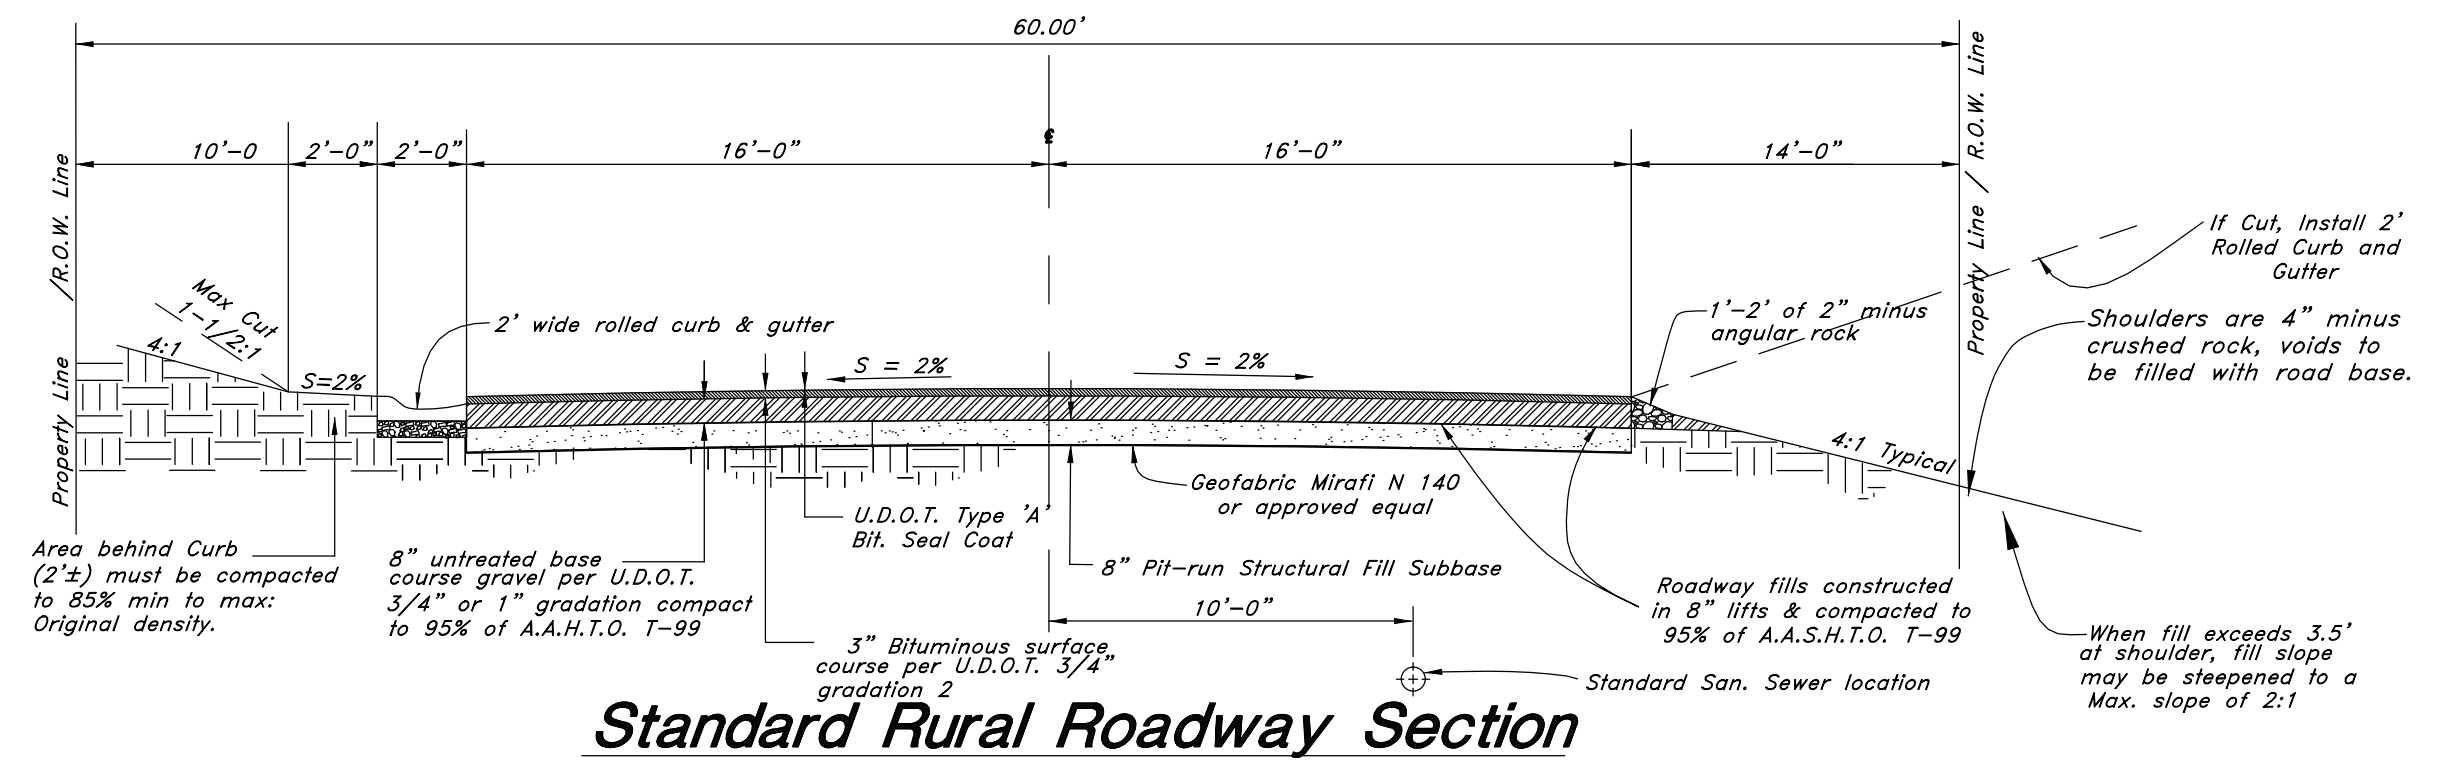 60.00'
10'-0
2'-0"
2'-0"
16'-0"
℄
16'-0"
14'-0"
Property Line /R.O.W. Line
Property Line / R.O.W. Line
If Cut, Install 2'
Rolled Curb and
Gutter
Max Cut
1-1/2:1
4:1
S=2%
2' wide rolled curb & gutter
S = 2%
S = 2%
1'-2' of 2" minus
angular rock
Shoulders are 4" minus
crushed rock, voids to
be filled with road base.
4:1 Typical
Geofabric Mirafi N 140
or approved equal
U.D.O.T. Type 'A'
Bit. Seal Coat
Area behind Curb
(2'±) must be compacted
to 85% min to max:
Original density.
8" untreated base
course gravel per U.D.O.T.
3/4" or 1" gradation compact
to 95% of A.A.H.T.O. T-99
8" Pit-run Structural Fill Subbase
10'-0"
Roadway fills constructed
in 8" lifts & compacted to
95% of A.A.S.H.T.O. T-99
3" Bituminous surface
course per U.D.O.T. 3/4"
gradation 2
Standard San. Sewer location
When fill exceeds 3.5'
at shoulder, fill slope
may be steepened to a
Max. slope of 2:1
Standard Rural Roadway Section